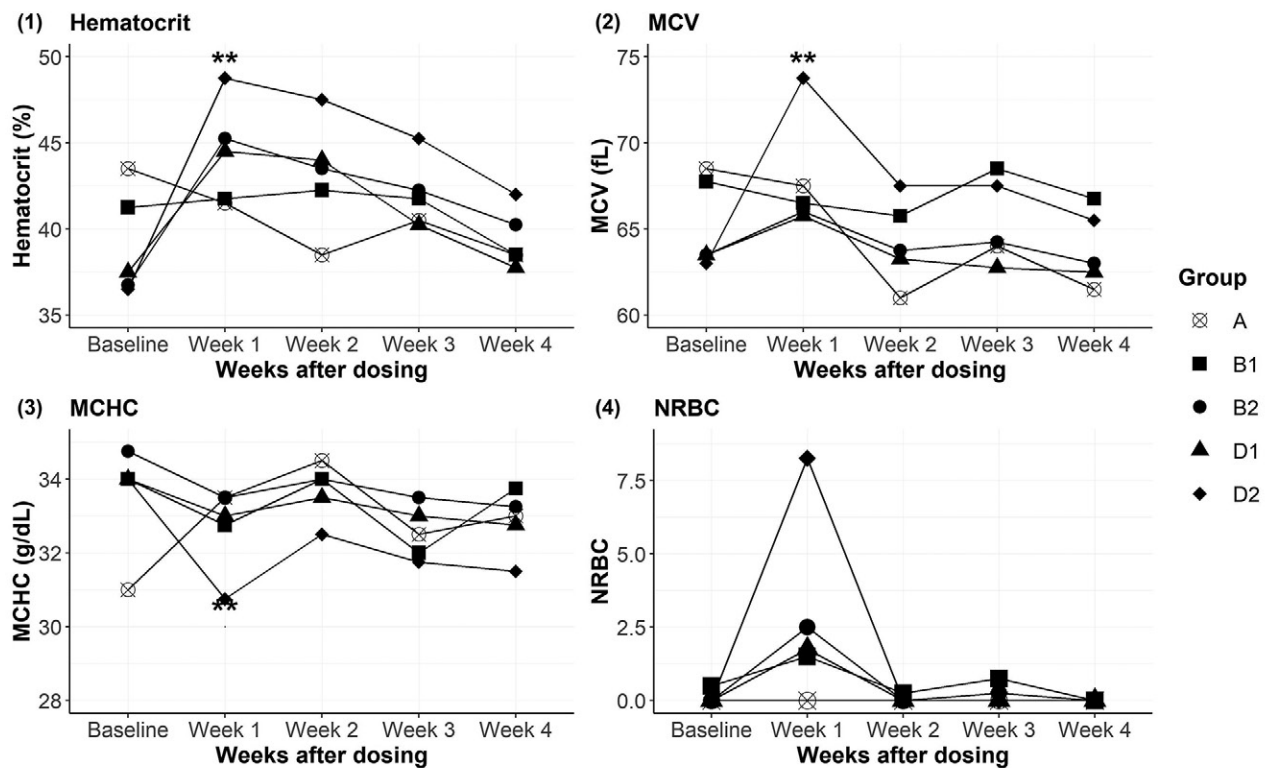 (1) Hematocrit
**
50
45
40
35
Hematocrit (%)
Baseline Week 1 Week 2 Week 3 Week 4
Weeks after dosing
(2) MCV
**
75
70
65
60
MCV (fL)
Baseline Week 1 Week 2 Week 3 Week 4
Weeks after dosing
(3) MCHC
34
32
30
28
MCHC (g/dL)
**
Baseline Week 1 Week 2 Week 3 Week 4
Weeks after dosing
(4) NRBC
7.5
5.0
2.5
0.0
NRBC
Baseline Week 1 Week 2 Week 3 Week 4
Weeks after dosing
Group
A
B1
B2
D1
D2